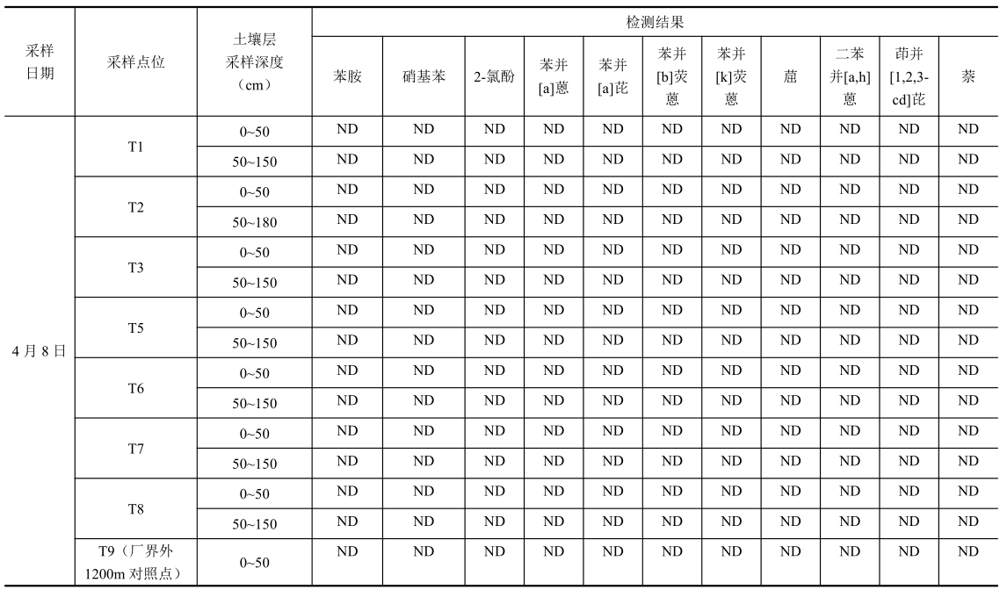 检测结果
采样
日期
采样点位
土壤层
采样深度
（cm）
苯胺
硝基苯
2-氯酚
苯并
[a]蒽
苯并
[a]芘
苯并
[b]荧
蒽
苯并
[k]荧
蒽
䓛
二苯
并[a,h]
蒽
茚并
[1,2,3-
cd]芘
萘
4 月 8 日
T1
0~50 ND ND ND ND ND ND ND ND ND ND ND
50~150 ND ND ND ND ND ND ND ND ND ND ND
T2
0~50 ND ND ND ND ND ND ND ND ND ND ND
50~180 ND ND ND ND ND ND ND ND ND ND ND
T3
0~50 ND ND ND ND ND ND ND ND ND ND ND
50~150 ND ND ND ND ND ND ND ND ND ND ND
T5
0~50 ND ND ND ND ND ND ND ND ND ND ND
50~150 ND ND ND ND ND ND ND ND ND ND ND
T6
0~50 ND ND ND ND ND ND ND ND ND ND ND
50~150 ND ND ND ND ND ND ND ND ND ND ND
T7
0~50 ND ND ND ND ND ND ND ND ND ND ND
50~150 ND ND ND ND ND ND ND ND ND ND ND
T8
0~50 ND ND ND ND ND ND ND ND ND ND ND
50~150 ND ND ND ND ND ND ND ND ND ND ND
T9（厂界外
1200m 对照点）
0~50 ND ND ND ND ND ND ND ND ND ND ND